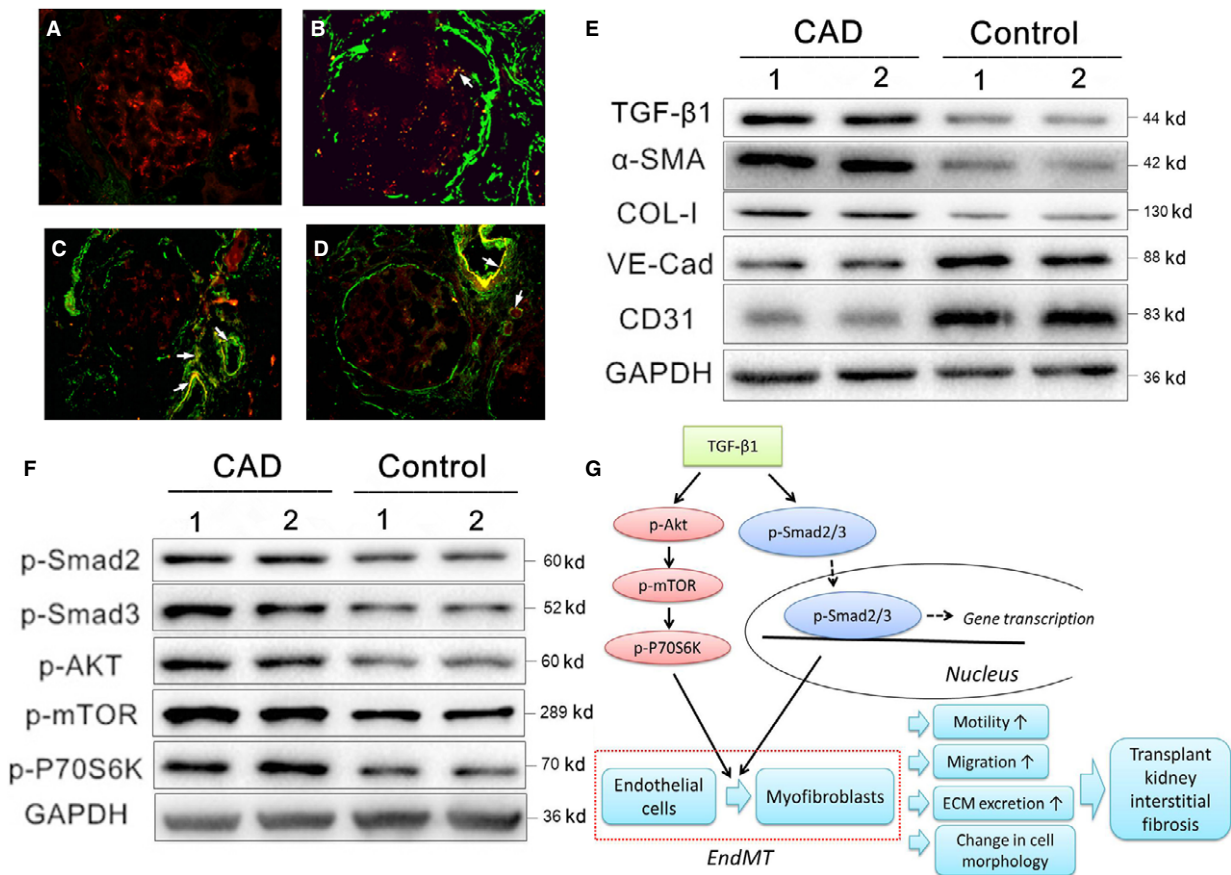 A
B
C
D
E
CAD Control
1 2 1 2
TGF-β1 44 kd
α-SMA 42 kd
COL-I 130 kd
VE-Cad 88 kd
CD31 83 kd
GAPDH 36 kd
F
CAD Control
1 2 1 2
p-Smad2 60 kd
p-Smad3 52 kd
p-AKT 60 kd
p-mTOR 289 kd
p-P70S6K 70 kd
GAPDH 36 kd
G
TGF-β1
p-Akt
p-Smad2/3
p-mTOR
p-Smad2/3
Gene transcription
p-P70S6K
Nucleus
Endothelial
cells
Myofibroblasts
EndMT
Motility ↑
Migration ↑
ECM excretion ↑
Change in cell
morphology
Transplant
kidney
interstitial
fibrosis